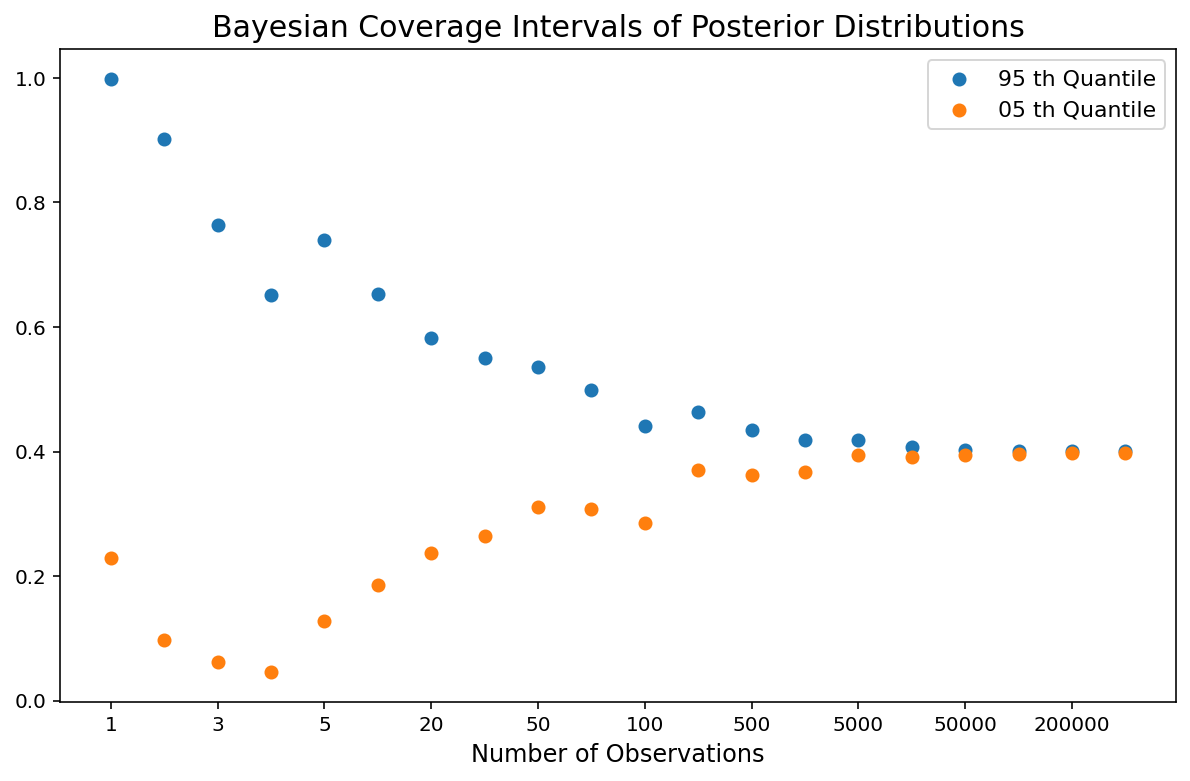 Bayesian Coverage Intervals of Posterior Distributions
95 th Quantile
05 th Quantile
1.0
0.8
0.6
0.4
0.2
0.0
1 3 5 20 50 100 500 5000 50000 200000
Number of Observations